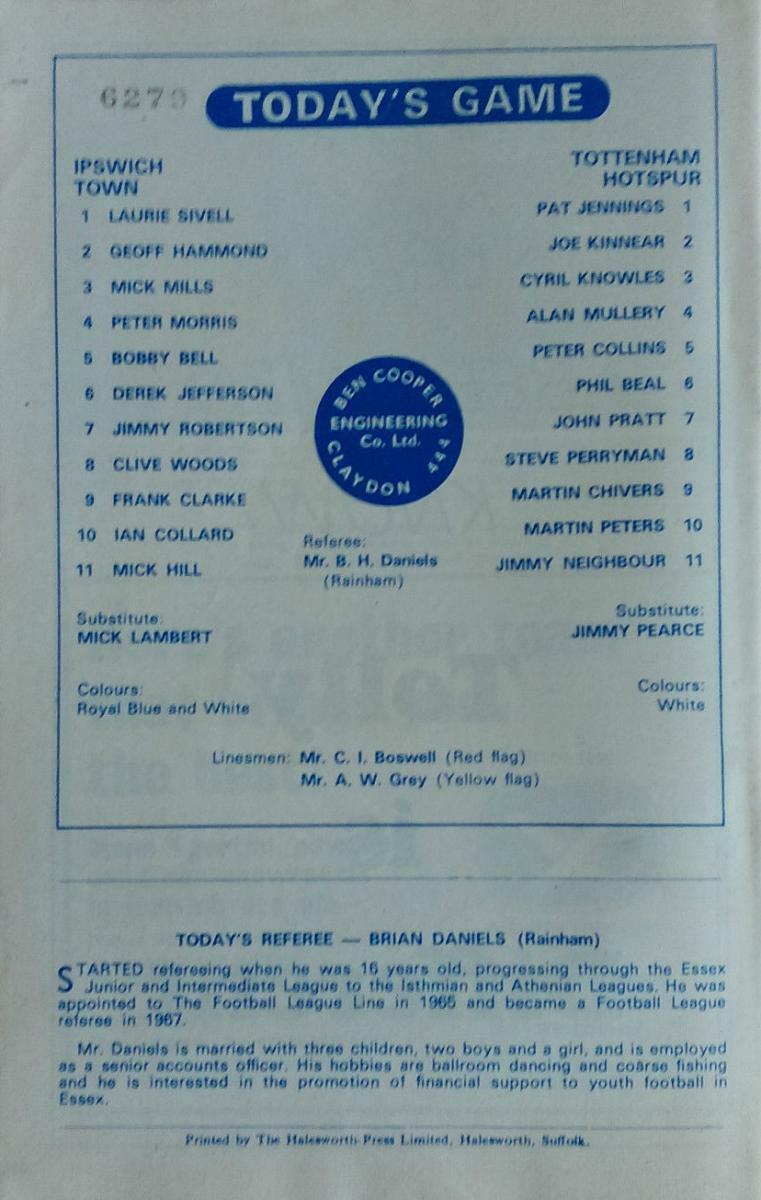 6279 TODAY'S GAME
IPSWICH
TOWN
1 LAURIE SIVELL
2 GEOFF HAMMOND
3 MICK MILLS
4 PETER MORRIS
5 BOBBY BELL
6 DEREK JEFFERSON
7 JIMMY ROBERTSON
8 CLIVE WOODS
9 FRANK CLARKE
10 IAN COLLARD
11 MICK HILL
Substitute:
MICK LAMBERT
Colours:
Royal Blue and White
BEN COOPER
ENGINEERING
Co. Ltd.
CLAYDON 444
Referee:
Mr. B. H. Daniels
(Rainham)
TOTTENHAM
HOTSPUR
PAT JENNINGS 1
JOE KINNEAR 2
CYRIL KNOWLES 3
ALAN MULLERY 4
PETER COLLINS 5
PHIL BEAL 6
JOHN PRATT 7
STEVE PERRYMAN 8
MARTIN CHIVERS 9
MARTIN PETERS 10
JIMMY NEIGHBOUR 11
Substitute:
JIMMY PEARCE
Colours:
White
Linesmen: Mr. C. I. Boswell (Red flag)
Mr. A. W. Grey (Yellow flag)
TODAY'S REFEREE — BRIAN DANIELS (Rainham)
STARTED refereeing when he was 16 years old, progressing through the Essex
Junior and Intermediate League to the Isthmian and Athenian Leagues. He was
appointed to The Football League Line in 1965 and became a Football League
referee in 1967.
Mr. Daniels is married with three children, two boys and a girl, and is employed
as a senior accounts officer. His hobbies are ballroom dancing and coarse fishing
and he is interested in the promotion of financial support to youth football in
Essex.
Printed by The Halesworth Press Limited, Halesworth, Suffolk.